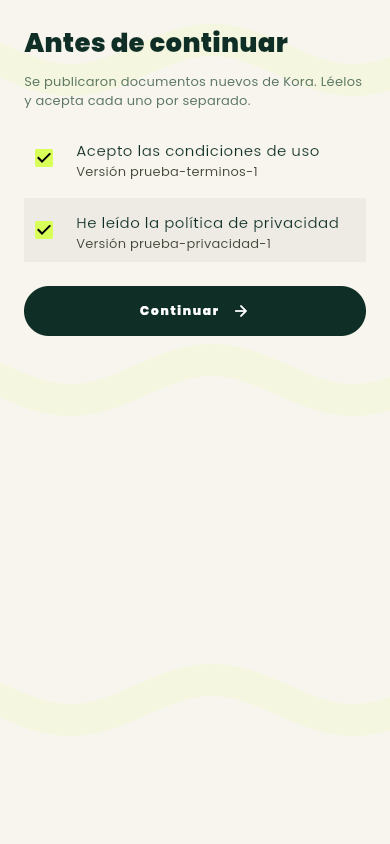 Antes de continuar
Se publicaron documentos nuevos de Kora. Léelos
y acepta cada uno por separado.
Acepto las condiciones de uso
Versión prueba-terminos-1
He leído la política de privacidad
Versión prueba-privacidad-1
Continuar